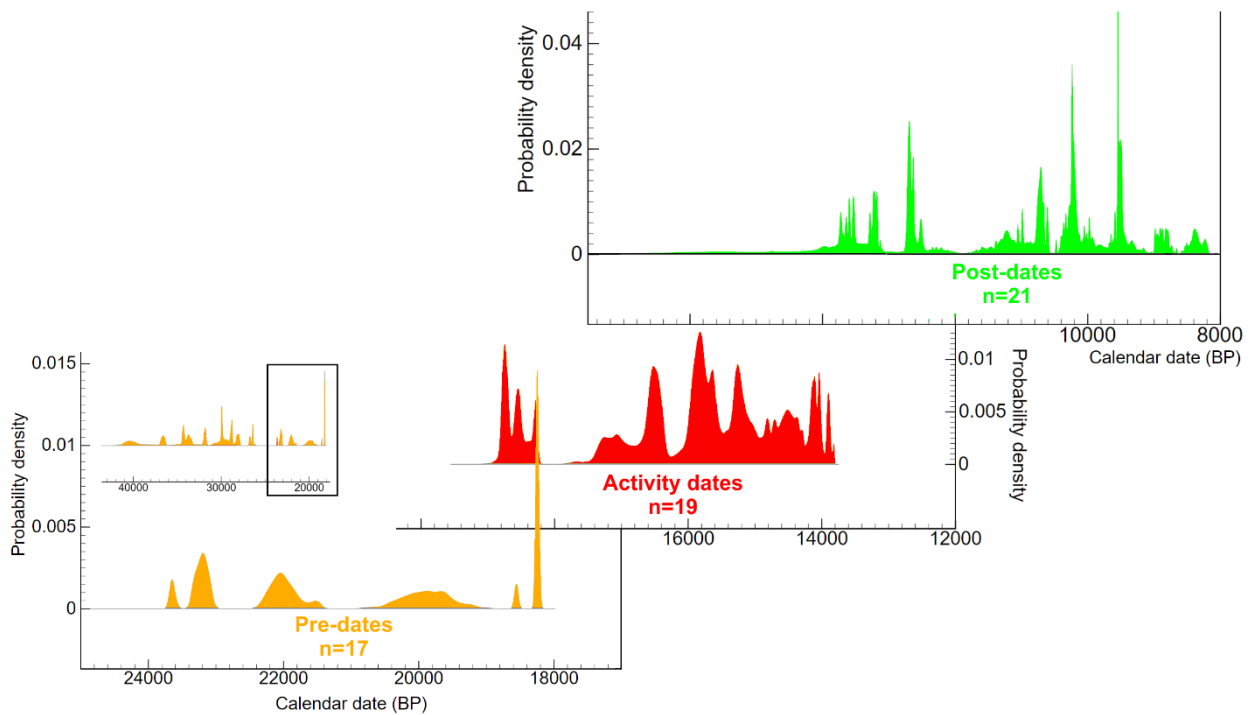 0.04
0.02
0
Probability density
Post-dates
n=21
10000
8000
Calendar date (BP)
0.015
0.01
0.005
0
Probability density
40000
30000
20000
0.01
0.005
0
Probability density
Activity dates
n=19
16000
14000
12000
Pre-dates
n=17
24000
22000
20000
18000
Calendar date (BP)